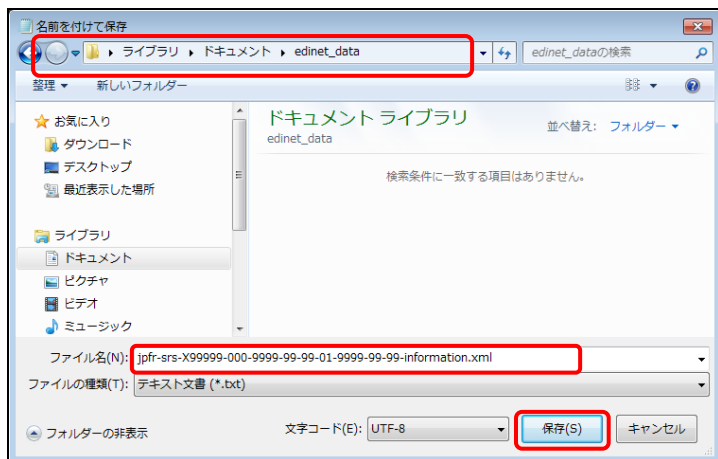 名前を付けて保存
ライブラリ ▸ ドキュメント ▸ edinet_data
edinet_dataの検索
整理
新しいフォルダー
お気に入り
ダウンロード
デスクトップ
最近表示した場所
ライブラリ
ドキュメント
ピクチャ
ビデオ
ミュージック
ドキュメント ライブラリ
edinet_data
並べ替え: フォルダー
検索条件に一致する項目はありません。
ファイル名(N): jpfr-srs-X99999-000-9999-99-99-01-9999-99-99-information.xml
ファイルの種類(T): テキスト文書 (*.txt)
フォルダーの非表示
文字コード(E): UTF-8
保存(S)
キャンセル